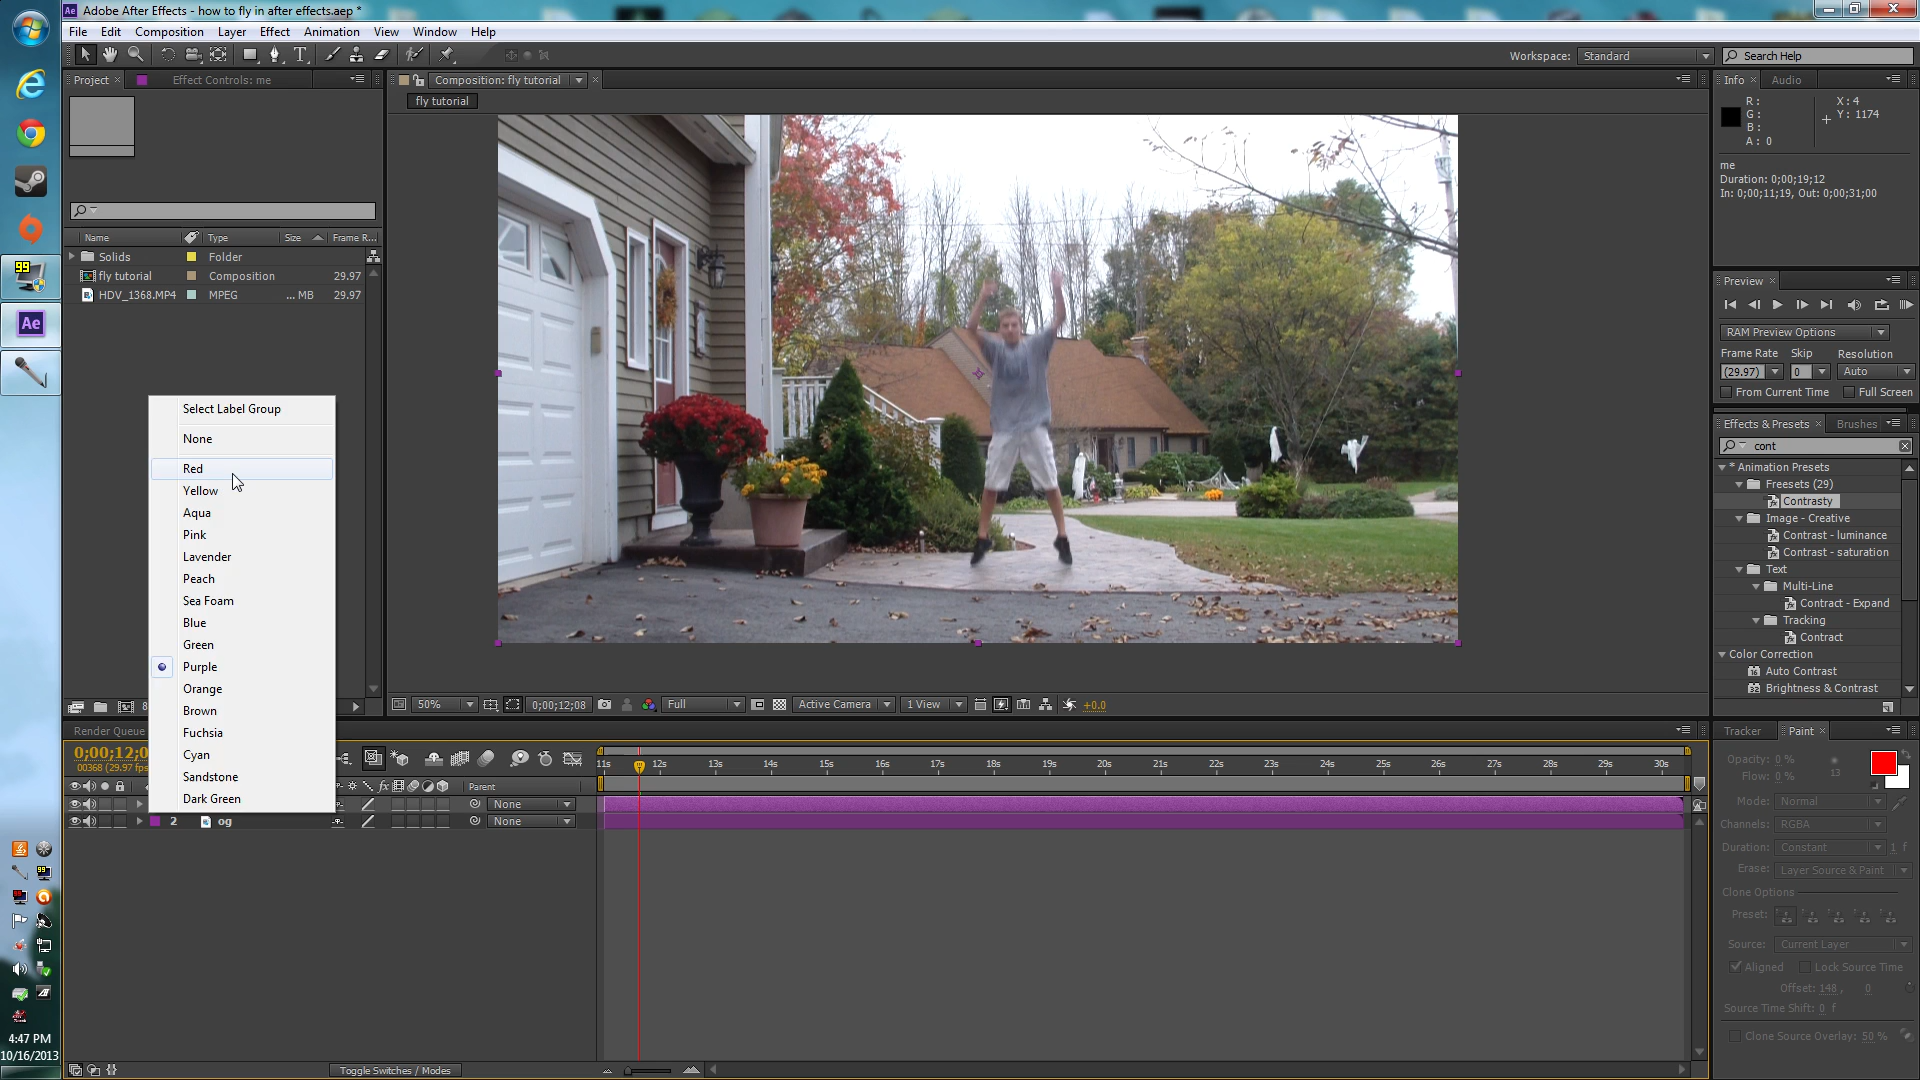 Adobe After Effects - how to fly in after effects.aep *
File Edit Composition Layer Effect Animation View Window Help
Workspace: Standard Search Help
Project Effect Controls: me
Composition: fly tutorial
fly tutorial
Info Audio
R: X: 4
G: Y: 1174
B:
A: 0
me
Duration: 0;00;19;12
In: 0;00;11;19, Out: 0;00;31;00
Name Type Size Frame R...
Solids Folder
fly tutorial Composition 29.97
HDV_1368.MP4 MPEG ... MB 29.97
Preview
RAM Preview Options
Frame Rate Skip Resolution
(29.97) 0 Auto
From Current Time Full Screen
Effects & Presets Brushes
cont
* Animation Presets
Freesets (29)
Contrasty
Image - Creative
Contrast - luminance
Contrast - saturation
Text
Multi-Line
Contract - Expand
Tracking
Contract
Color Correction
Auto Contrast
Brightness & Contrast
Select Label Group
None
Red
Yellow
Aqua
Pink
Lavender
Peach
Sea Foam
Blue
Green
Purple
Orange
Brown
Fuchsia
Cyan
Sandstone
Dark Green
8
50% 0;00;12;08 Full Active Camera 1 View +0.0
Render Queue
0;00;12;0
00368 (29.97 fps
11s 12s 13s 14s 15s 16s 17s 18s 19s 20s 21s 22s 23s 24s 25s 26s 27s 28s 29s 30s
Parent
None
2 og None
Toggle Switches / Modes
Tracker Paint
Opacity: 0 %
Flow: 0 % 13
Mode: Normal
Channels: RGBA
Duration: Constant 1 f
Erase: Layer Source & Paint
Clone Options
Preset:
Source: Current Layer
Aligned Lock Source Time
Offset: 148, 0
Source Time Shift: 0 f
Clone Source Overlay: 50 %
99
Ae
4:47 PM
10/16/2013